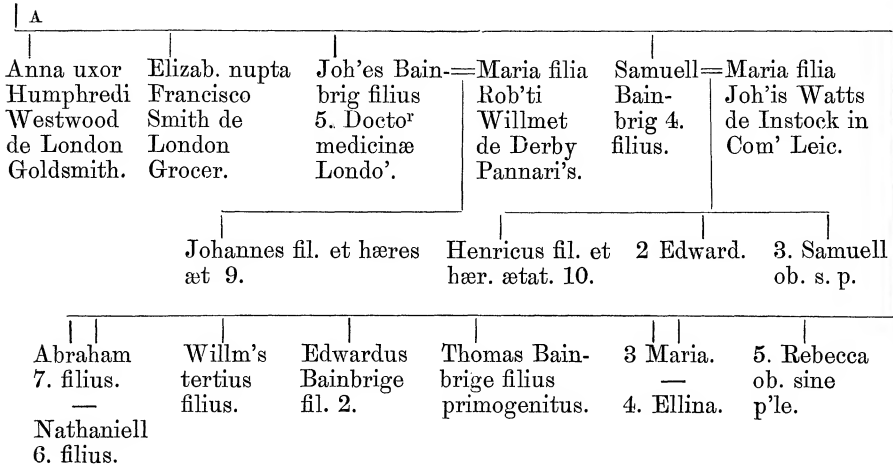 A
Anna uxor
Humphredi
Westwood
de London
Goldsmith.
Elizab. nupta
Francisco
Smith de
London
Grocer.
Joh'es Bain-
brig filius
5. Doctoʳ
medicinæ
Londo'.
Maria filia
Rob'ti
Willmet
de Derby
Pannari's.
Samuell
Bain-
brig 4.
filius.
Maria filia
Joh'is Watts
de Instock in
Com' Leic.
Johannes fil. et hæres
æt 9.
Henricus fil. et
hær. ætat. 10.
2 Edward.
3. Samuell
ob. s. p.
Abraham
7. filius.
—
Nathaniell
6. filius.
Willm's
tertius
filius.
Edwardus
Bainbrige
fil. 2.
Thomas Bain-
brige filius
primogenitus.
3 Maria.
—
4. Ellina.
5. Rebecca
ob. sine
p'le.